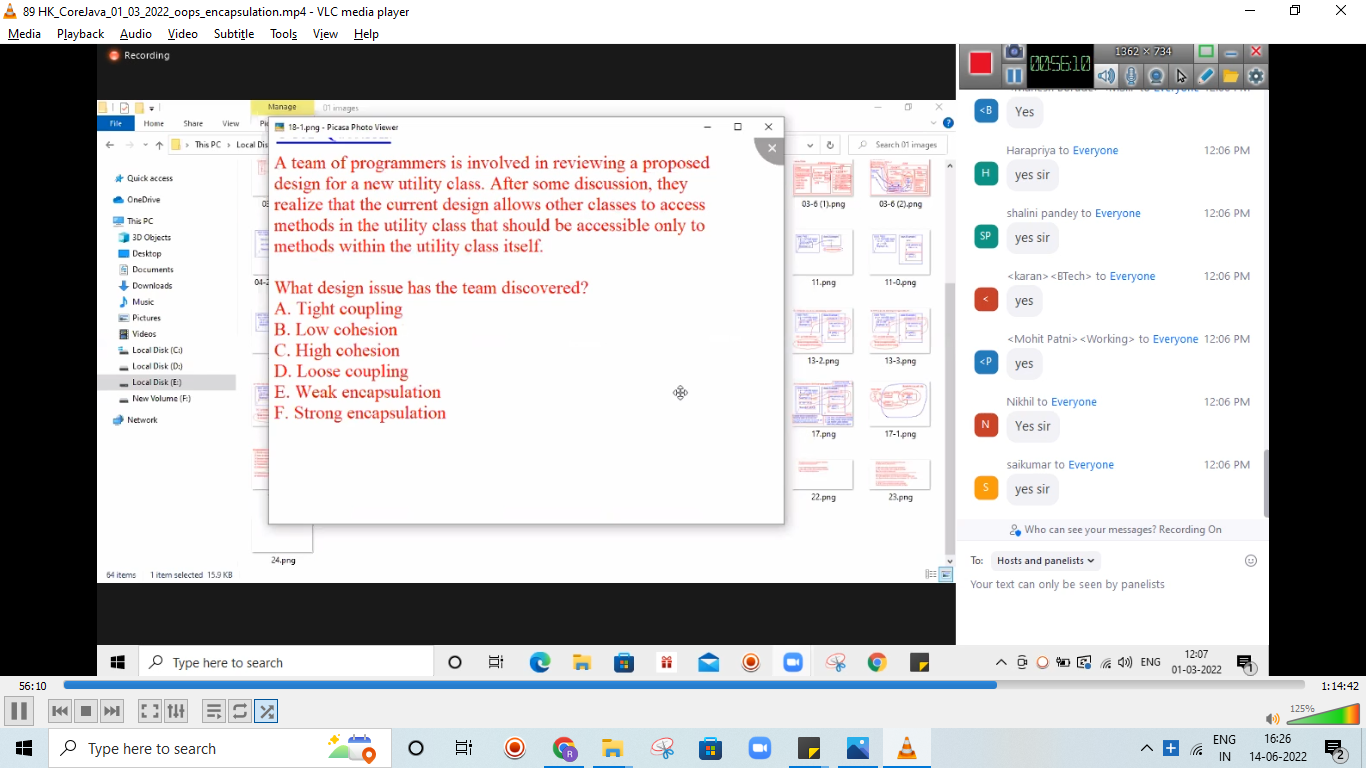 89 HK_CoreJava_01_03_2022_oops_encapsulation.mp4 - VLC media player
Media Playback Audio Video Subtitle Tools View Help
Recording
1362 × 734
00:56:10
Manage
01 images
File Home Share View
This PC
Local Dis
Search 01 images
18-1.png - Picasa Photo Viewer
A team of programmers is involved in reviewing a proposed
design for a new utility class. After some discussion, they
realize that the current design allows other classes to access
methods in the utility class that should be accessible only to
methods within the utility class itself.
What design issue has the team discovered?
A. Tight coupling
B. Low cohesion
C. High cohesion
D. Loose coupling
E. Weak encapsulation
F. Strong encapsulation
Quick access
OneDrive
This PC
3D Objects
Desktop
Documents
Downloads
Music
Pictures
Videos
Local Disk (C:)
Local Disk (D:)
Local Disk (E:)
New Volume (F:)
Network
03-6 (1).png
03-6 (2).png
11.png
11-0.png
13-2.png
13-3.png
17.png
17-1.png
22.png
23.png
24.png
64 items 1 item selected 15.9 KB
<B
Yes
Harapriya to Everyone 12:06 PM
H
yes sir
shalini pandey to Everyone 12:06 PM
SP
yes sir
<karan> <BTech> to Everyone 12:06 PM
<
yes
<Mohit Patni> <Working> to Everyone 12:06 PM
<P
yes
Nikhil to Everyone 12:06 PM
N
Yes sir
saikumar to Everyone 12:06 PM
S
yes sir
Who can see your messages? Recording On
To: Hosts and panelists
Your text can only be seen by panelists
Type here to search
ENG
12:07
01-03-2022
1
56:10
1:14:42
125%
Type here to search
R
ENG
IN
16:26
14-06-2022
2